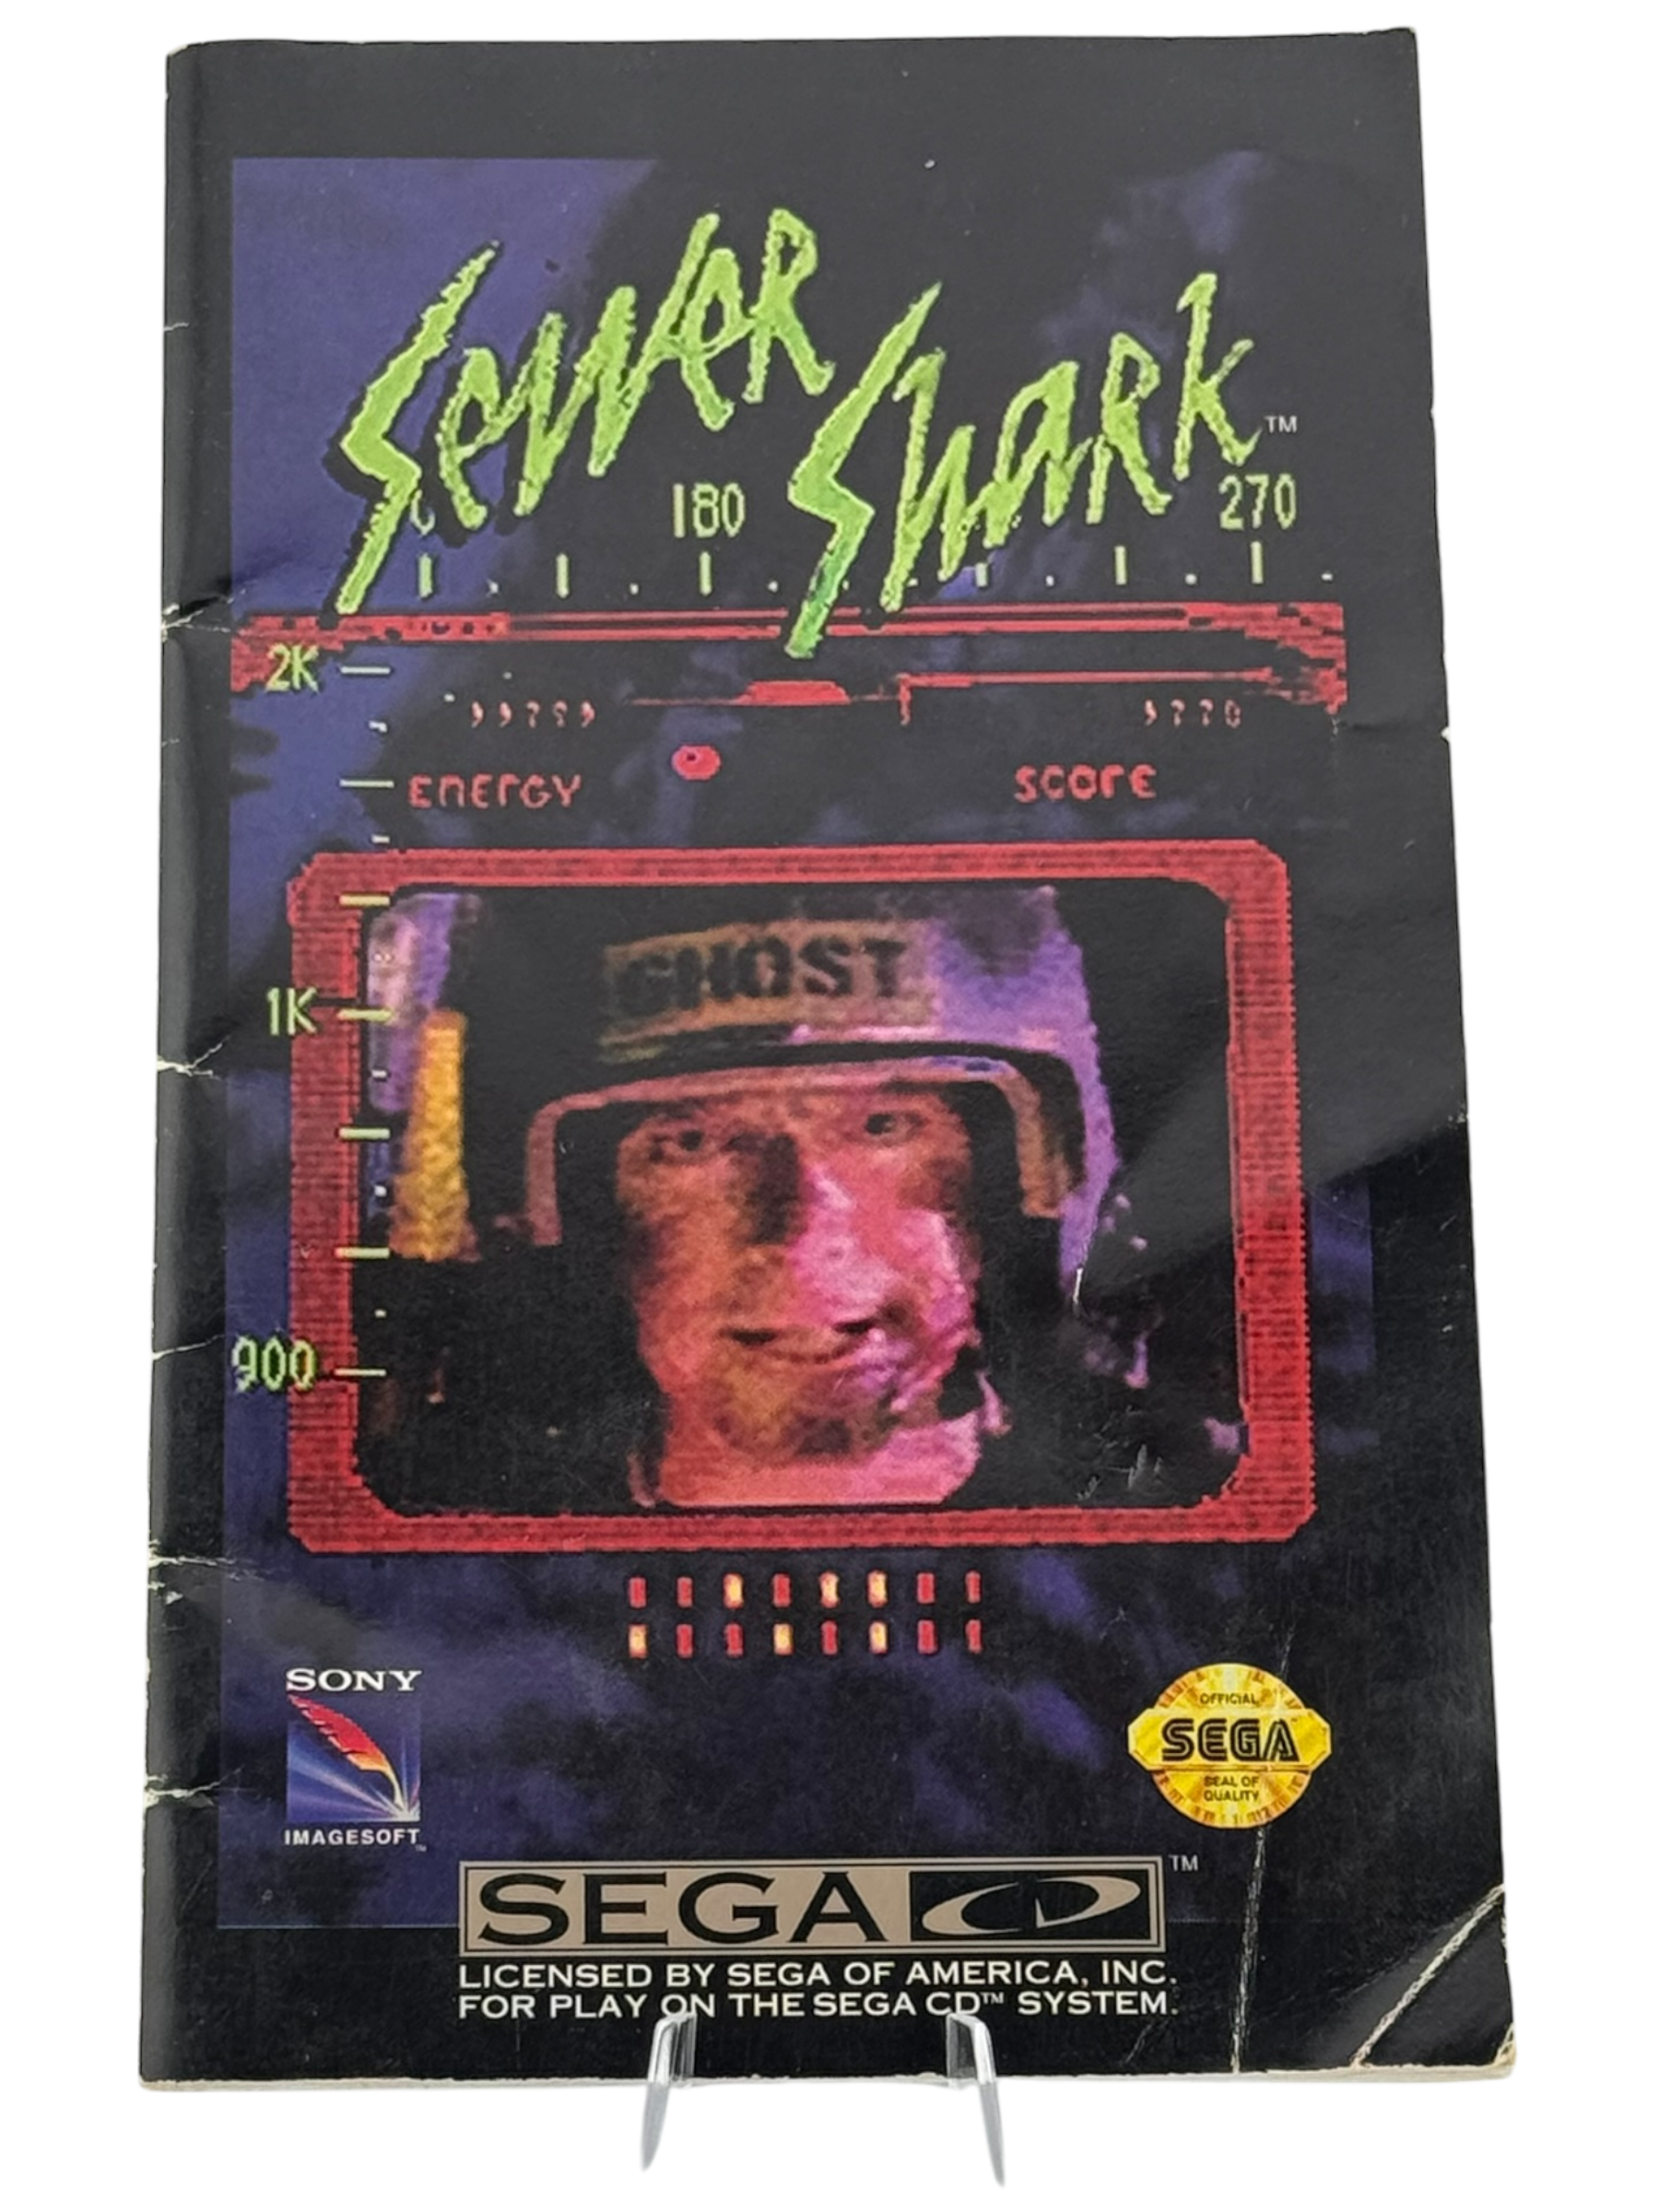 Sewer
Shark™
180
270
2K
ENERGY
SCORE
GHOST
1K
900
SONY
IMAGESOFT™
OFFICIAL
SEGA
SEAL OF
QUALITY
SEGA CD™
LICENSED BY SEGA OF AMERICA, INC.
FOR PLAY ON THE SEGA CD™ SYSTEM.